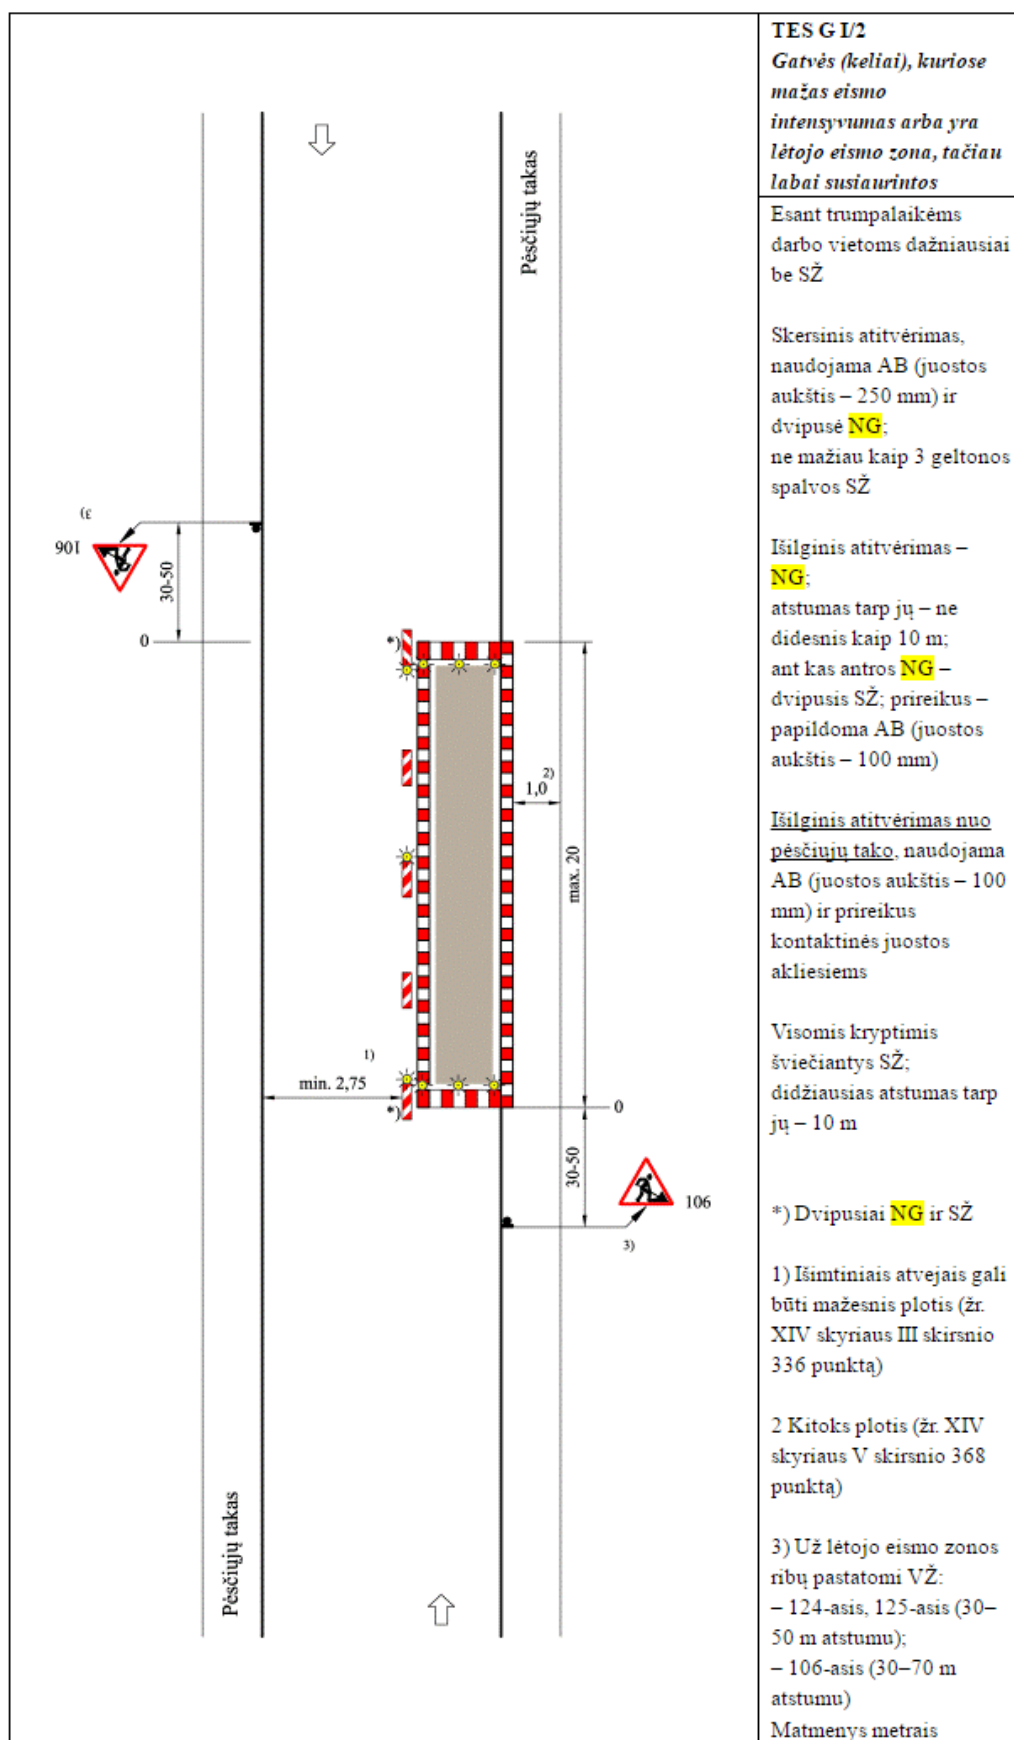 TES G I/2
Gatvės (keliai), kuriose
mažas eismo
intensyvumas arba yra
lėtojo eismo zona, tačiau
labai susiaurintos
Esant trumpalaikėms
darbo vietoms dažniausiai
be SŽ
Skersinis atitvėrimas,
naudojama AB (juostos
aukštis – 250 mm) ir
dvipusė NG;
ne mažiau kaip 3 geltonos
spalvos SŽ
Išilginis atitvėrimas –
NG;
atstumas tarp jų – ne
didesnis kaip 10 m;
ant kas antros NG –
dvipusis SŽ; prireikus –
papildoma AB (juostos
aukštis – 100 mm)
Išilginis atitvėrimas nuo
pėsčiųjų tako, naudojama
AB (juostos aukštis – 100
mm) ir prireikus
kontaktinės juostos
akliesiems
Visomis kryptimis
šviečiantys SŽ;
didžiausias atstumas tarp
jų – 10 m
*) Dvipusiai NG ir SŽ
1) Išimtiniais atvejais gali
būti mažesnis plotis (žr.
XIV skyriaus III skirsnio
336 punktą)
2 Kitoks plotis (žr. XIV
skyriaus V skirsnio 368
punktą)
3) Už lėtojo eismo zonos
ribų pastatomi VŽ:
– 124-asis, 125-asis (30–
50 m atstumu);
– 106-asis (30–70 m
atstumu)
Matmenys metrais
Pėsčiųjų takas
3)
106
30-50
0
*)
2)
1,0
max. 20
1)
min. 2,75
*)
0
30-50
106
3)
Pėsčiųjų takas